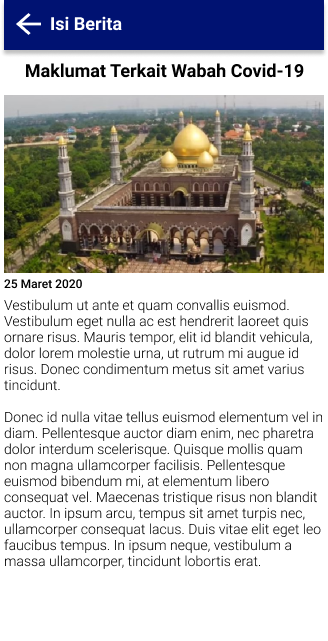 Isi Berita
Maklumat Terkait Wabah Covid-19
25 Maret 2020
Vestibulum ut ante et quam convallis euismod.
Vestibulum eget nulla ac est hendrerit laoreet quis
ornare risus. Mauris tempor, elit id blandit vehicula,
dolor lorem molestie urna, ut rutrum mi augue id
risus. Donec condimentum metus sit amet varius
tincidunt.
Donec id nulla vitae tellus euismod elementum vel in
diam. Pellentesque auctor diam enim, nec pharetra
dolor interdum scelerisque. Quisque mollis quam
non magna ullamcorper facilisis. Pellentesque
euismod bibendum mi, at elementum libero
consequat vel. Maecenas tristique risus non blandit
auctor. In ipsum arcu, tempus sit amet turpis nec,
ullamcorper consequat lacus. Duis vitae elit eget leo
faucibus tempus. In ipsum neque, vestibulum a
massa ullamcorper, tincidunt lobortis erat.